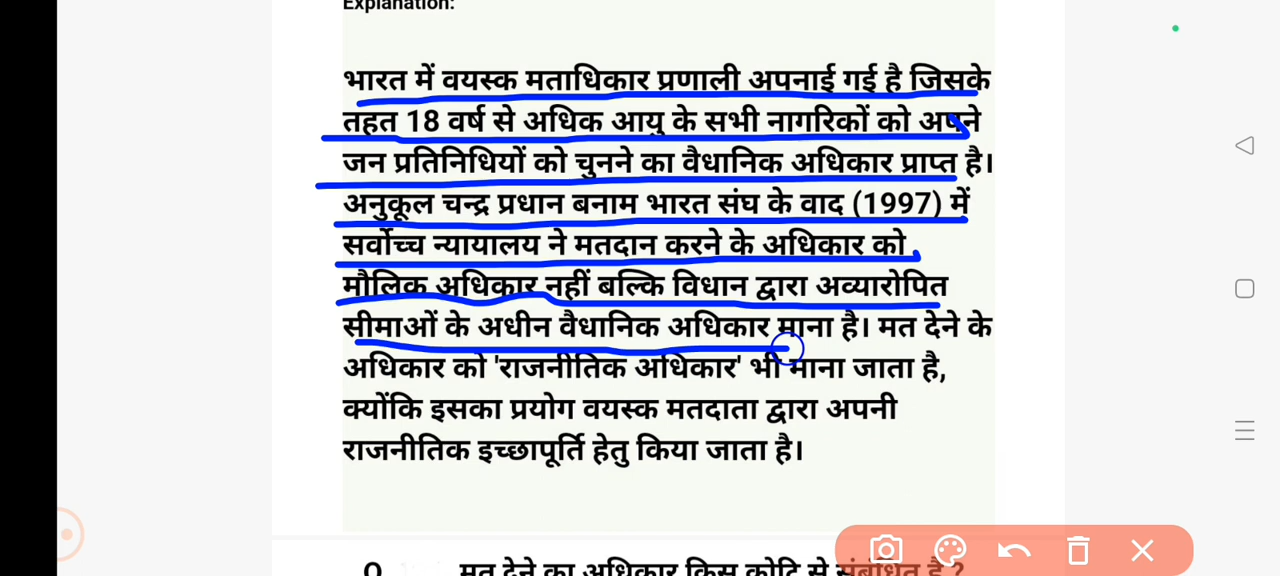 Explanation:
भारत में वयस्क मताधिकार प्रणाली अपनाई गई है जिसके
तहत 18 वर्ष से अधिक आयु के सभी नागरिकों को अपने
जन प्रतिनिधियों को चुनने का वैधानिक अधिकार प्राप्त है।
अनुकूल चन्द्र प्रधान बनाम भारत संघ के वाद (1997) में
सर्वोच्च न्यायालय ने मतदान करने के अधिकार को
मौलिक अधिकार नहीं बल्कि विधान द्वारा अव्यारोपित
सीमाओं के अधीन वैधानिक अधिकार माना है। मत देने के
अधिकार को 'राजनीतिक अधिकार' भी माना जाता है,
क्योंकि इसका प्रयोग वयस्क मतदाता द्वारा अपनी
राजनीतिक इच्छापूर्ति हेतु किया जाता है।
Q मत देने का अधिकार किस कोटि से संबंधित है ?